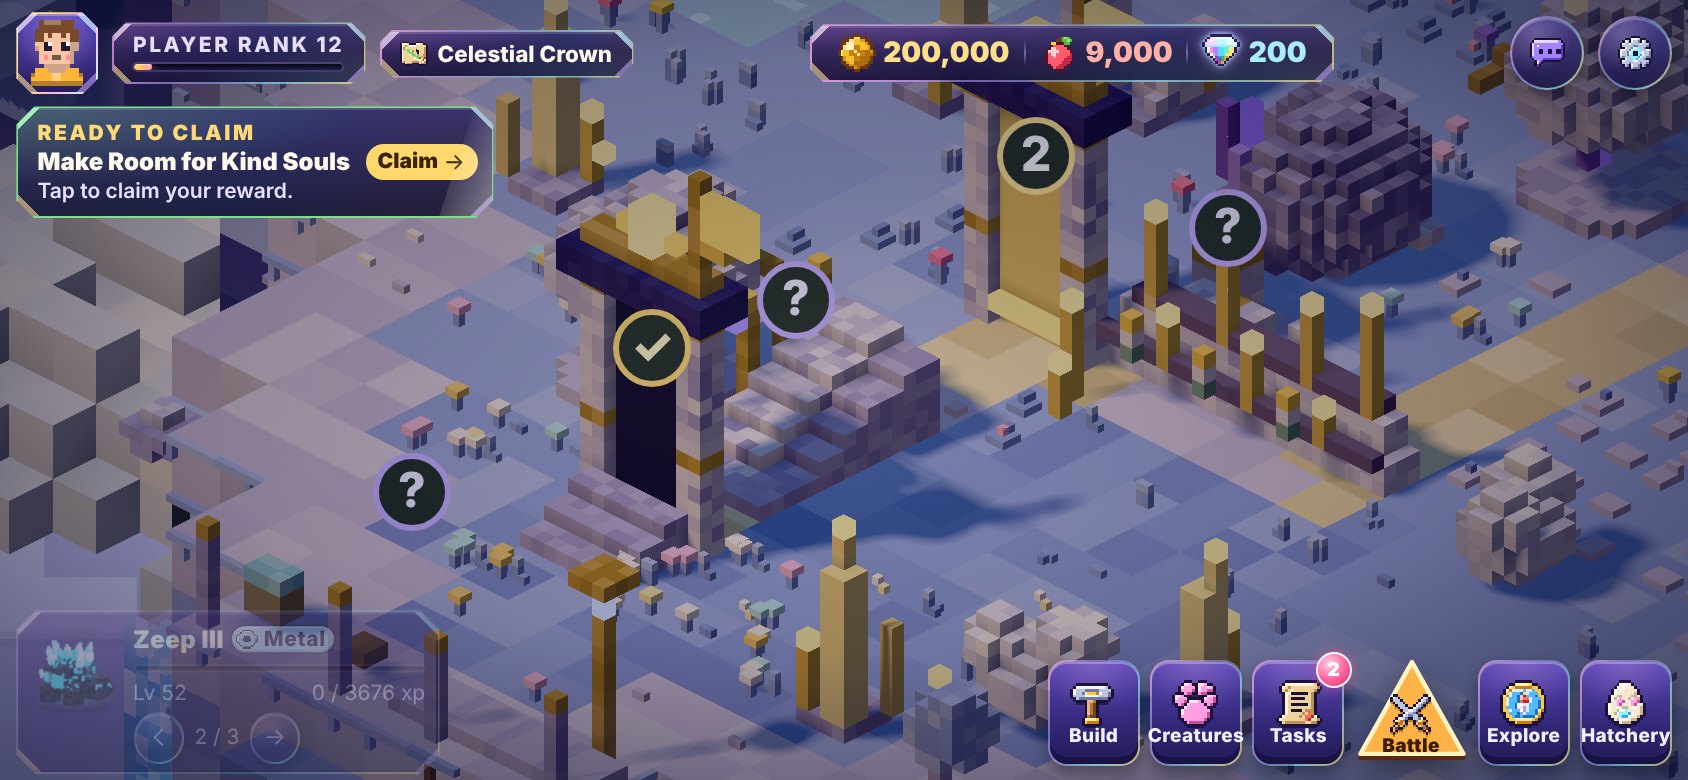 PLAYER RANK 12
Celestial Crown
200,000
9,000
200
READY TO CLAIM
Make Room for Kind Souls
Claim →
Tap to claim your reward.
2
?
?
?
Zeep III
Metal
Lv 52
0 / 3676 xp
2 / 3
2
Build
Creatures
Tasks
Battle
Explore
Hatchery